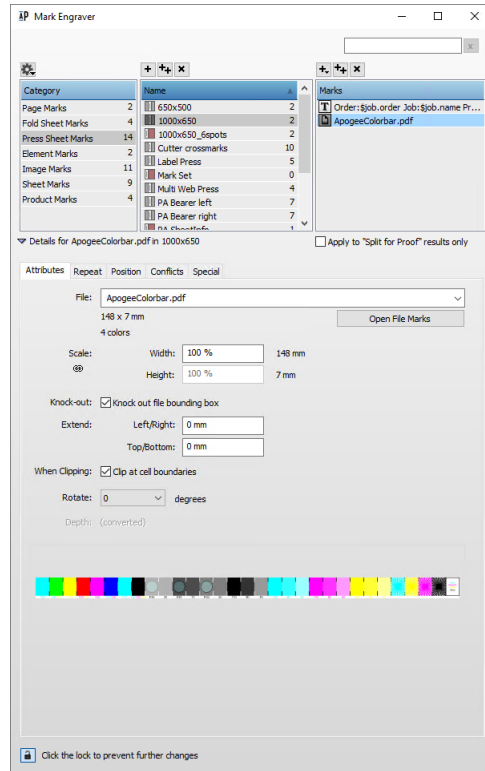 Mark Engraver
Category
Page Marks 2
Fold Sheet Marks 4
Press Sheet Marks 14
Element Marks 2
Image Marks 11
Sheet Marks 9
Product Marks 4
Name
650x500 2
1000x650 2
1000x650_6spots 2
Cutter crossmarks 10
Label Press 5
Mark Set 0
Multi Web Press 4
PA Bearer left 7
PA Bearer right 7
PA SheetInfo 1
Marks
Order:$job.order Job:$job.name Pr...
ApogeeColorbar.pdf
Details for ApogeeColorbar.pdf in 1000x650
Apply to "Split for Proof" results only
Attributes Repeat Position Conflicts Special
File: ApogeeColorbar.pdf
148 x 7 mm
Open File Marks
4 colors
Scale: Width: 100 % 148 mm
Height: 100 % 7 mm
Knock-out: Knock out file bounding box
Extend: Left/Right: 0 mm
Top/Bottom: 0 mm
When Clipping: Clip at cell boundaries
Rotate: 0 degrees
Depth: (converted)
Click the lock to prevent further changes